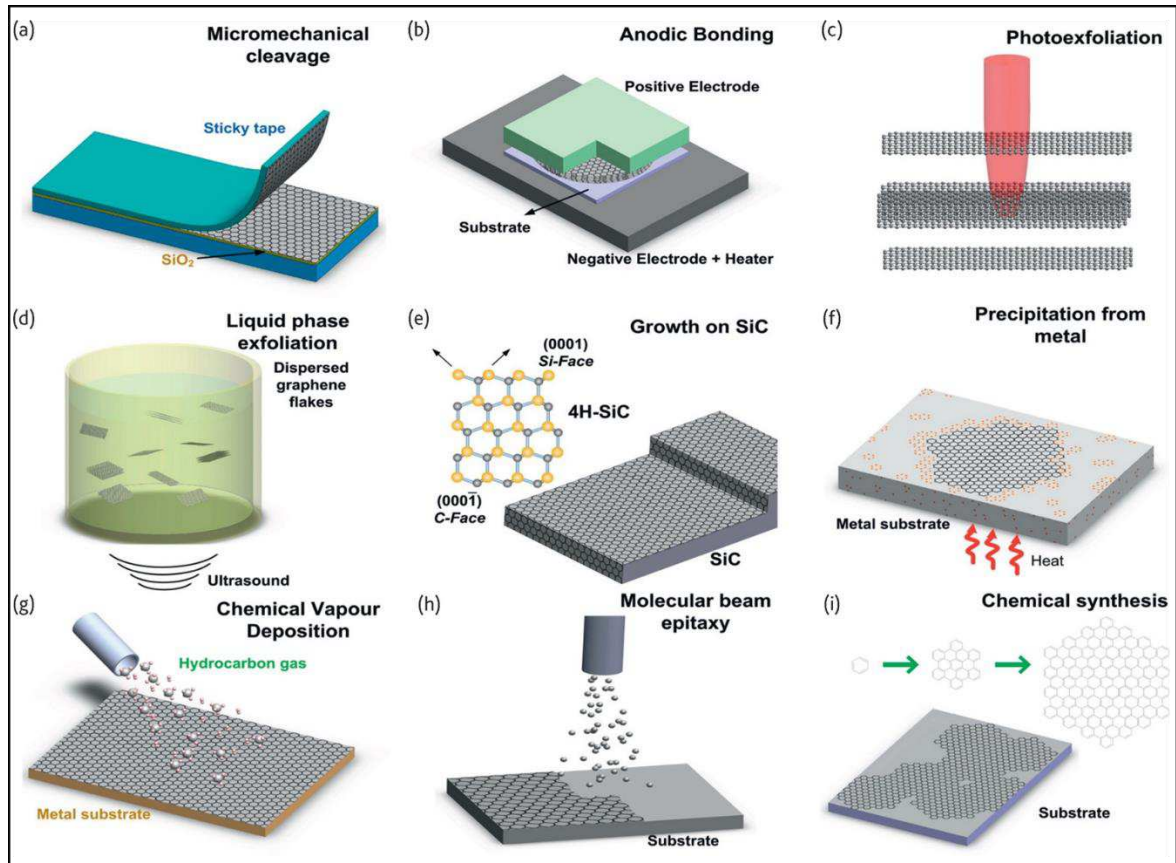 (a)
Micromechanical
cleavage
Sticky tape
SiO₂
(b)
Anodic Bonding
Positive Electrode
Substrate
Negative Electrode + Heater
(c)
Photoexfoliation
(d)
Liquid phase
exfoliation
Dispersed
graphene
flakes
Ultrasound
(e)
Growth on SiC
(0001)
Si-Face
4H-SiC
(0001̄)
C-Face
SiC
(f)
Precipitation from
metal
Metal substrate
Heat
(g)
Chemical Vapour
Deposition
Hydrocarbon gas
Metal substrate
(h)
Molecular beam
epitaxy
Substrate
(i)
Chemical synthesis
Substrate